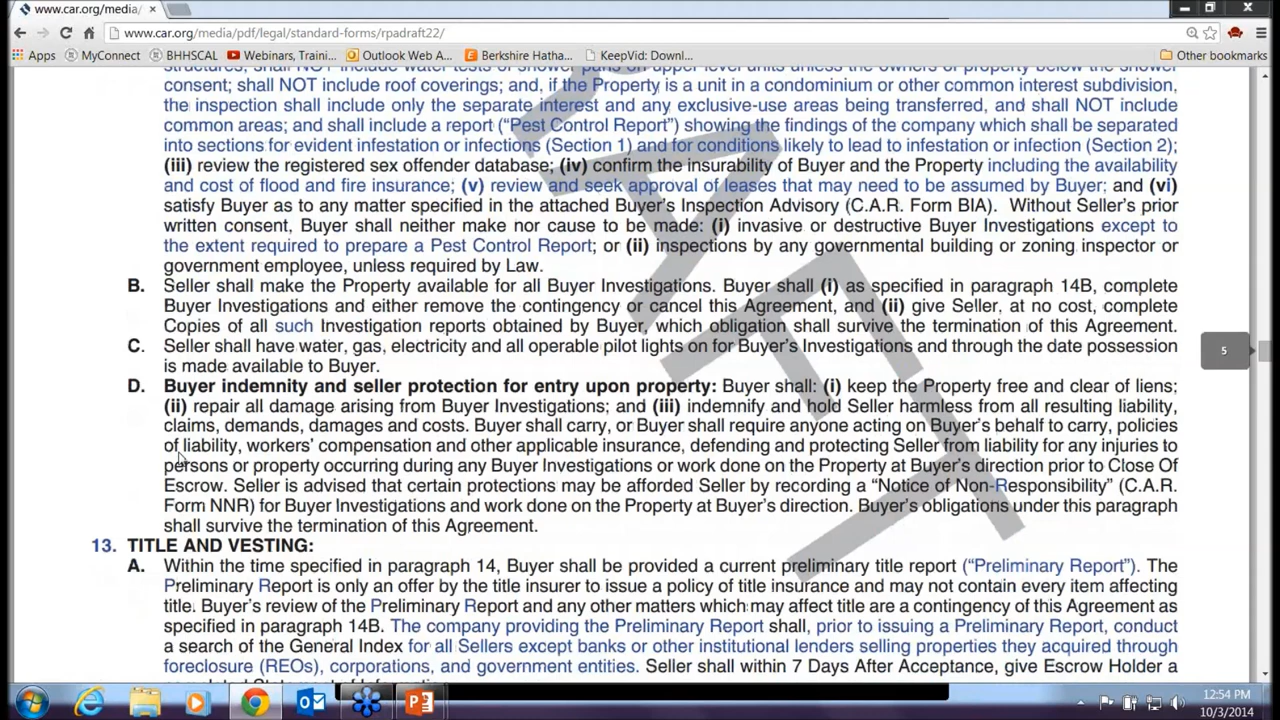 www.car.org/media/
www.car.org/media/pdf/legal/standard-forms/rpadraft22/
Apps MyConnect BHHSCAL Webinars, Traini... Outlook Web A... Berkshire Hatha... KeepVid: Downl... Other bookmarks
structures; shall NOT include water tests of shower pans on upper level units unless the owners of property below the shower
consent; shall NOT include roof coverings; and, if the Property is a unit in a condominium or other common interest subdivision,
the inspection shall include only the separate interest and any exclusive-use areas being transferred, and shall NOT include
common areas; and shall include a report (“Pest Control Report”) showing the findings of the company which shall be separated
into sections for evident infestation or infections (Section 1) and for conditions likely to lead to infestation or infection (Section 2);
(iii) review the registered sex offender database; (iv) confirm the insurability of Buyer and the Property including the availability
and cost of flood and fire insurance; (v) review and seek approval of leases that may need to be assumed by Buyer; and (vi)
satisfy Buyer as to any matter specified in the attached Buyer's Inspection Advisory (C.A.R. Form BIA). Without Seller's prior
written consent, Buyer shall neither make nor cause to be made: (i) invasive or destructive Buyer Investigations except to
the extent required to prepare a Pest Control Report; or (ii) inspections by any governmental building or zoning inspector or
government employee, unless required by Law.
B. Seller shall make the Property available for all Buyer Investigations. Buyer shall (i) as specified in paragraph 14B, complete
Buyer Investigations and either remove the contingency or cancel this Agreement, and (ii) give Seller, at no cost, complete
Copies of all such Investigation reports obtained by Buyer, which obligation shall survive the termination of this Agreement.
C. Seller shall have water, gas, electricity and all operable pilot lights on for Buyer's Investigations and through the date possession
is made available to Buyer.
5
D. Buyer indemnity and seller protection for entry upon property: Buyer shall: (i) keep the Property free and clear of liens;
(ii) repair all damage arising from Buyer Investigations; and (iii) indemnify and hold Seller harmless from all resulting liability,
claims, demands, damages and costs. Buyer shall carry, or Buyer shall require anyone acting on Buyer's behalf to carry, policies
of liability, workers' compensation and other applicable insurance, defending and protecting Seller from liability for any injuries to
persons or property occurring during any Buyer Investigations or work done on the Property at Buyer's direction prior to Close Of
Escrow. Seller is advised that certain protections may be afforded Seller by recording a “Notice of Non-Responsibility” (C.A.R.
Form NNR) for Buyer Investigations and work done on the Property at Buyer's direction. Buyer's obligations under this paragraph
shall survive the termination of this Agreement.
13. TITLE AND VESTING:
A. Within the time specified in paragraph 14, Buyer shall be provided a current preliminary title report (“Preliminary Report”). The
Preliminary Report is only an offer by the title insurer to issue a policy of title insurance and may not contain every item affecting
title. Buyer's review of the Preliminary Report and any other matters which may affect title are a contingency of this Agreement as
specified in paragraph 14B. The company providing the Preliminary Report shall, prior to issuing a Preliminary Report, conduct
a search of the General Index for all Sellers except banks or other institutional lenders selling properties they acquired through
foreclosure (REOs), corporations, and government entities. Seller shall within 7 Days After Acceptance, give Escrow Holder a
12:54 PM
10/3/2014